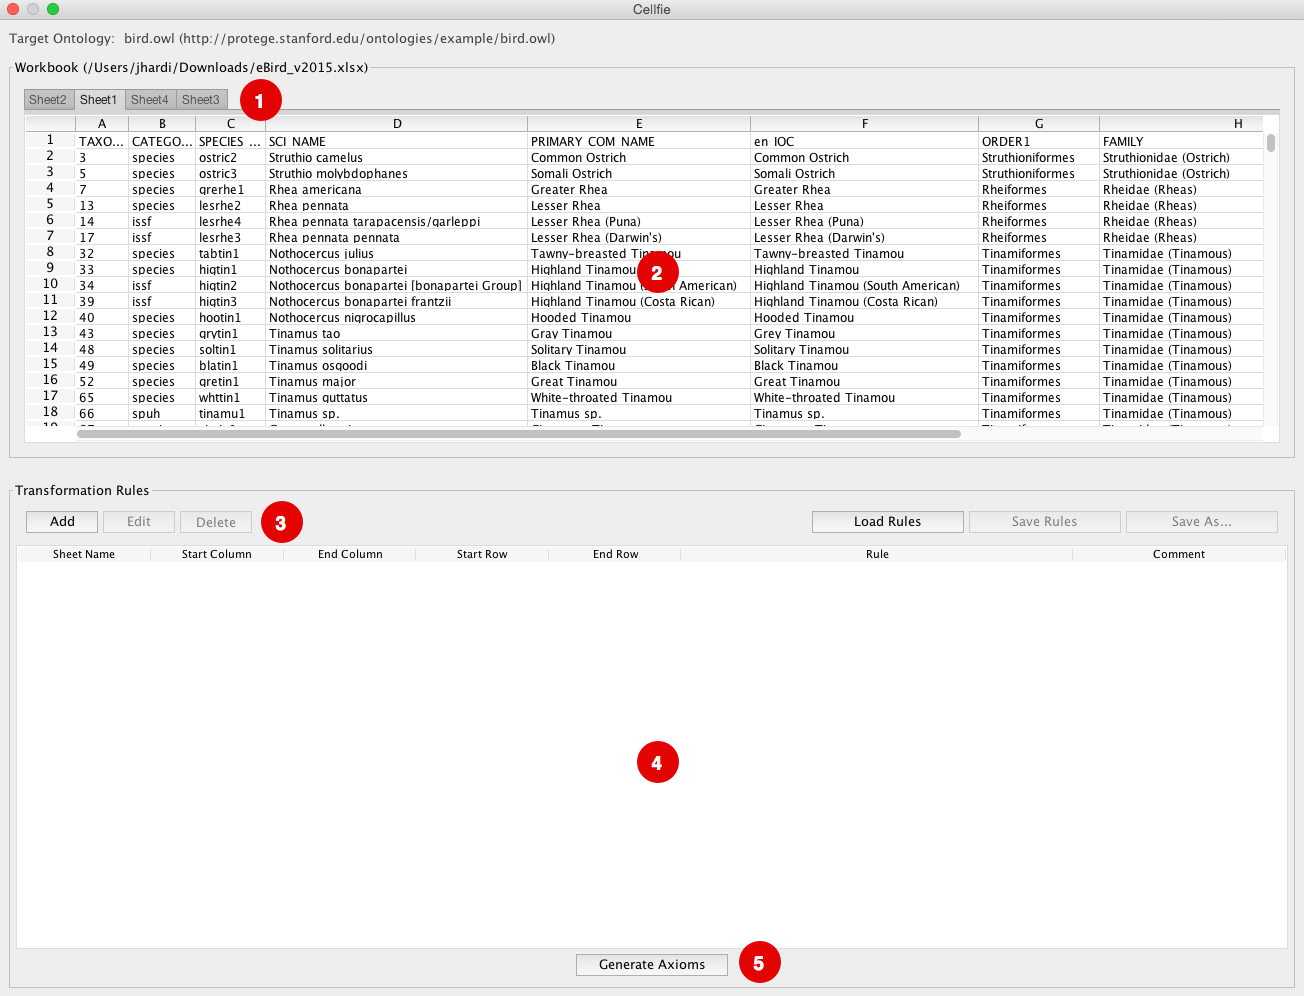 Cellfie
Target Ontology: bird.owl (http://protege.stanford.edu/ontologies/example/bird.owl)
Workbook (/Users/jhardi/Downloads/eBird_v2015.xlsx)
Sheet2 Sheet1 Sheet4 Sheet3 1
A B C D E F G H
1 TAXO... CATEGO... SPECIES ... SCI_NAME PRIMARY_COM_NAME en_IOC ORDER1 FAMILY
2 3 species ostric2 Struthio camelus Common Ostrich Common Ostrich Struthioniformes Struthionidae (Ostrich)
3 5 species ostric3 Struthio molybdophanes Somali Ostrich Somali Ostrich Struthioniformes Struthionidae (Ostrich)
4 7 species grerhe1 Rhea americana Greater Rhea Greater Rhea Rheiformes Rheidae (Rheas)
5 13 species lesrhe2 Rhea pennata Lesser Rhea Lesser Rhea Rheiformes Rheidae (Rheas)
6 14 issf lesrhe4 Rhea pennata tarapacensis/garleppi Lesser Rhea (Puna) Lesser Rhea (Puna) Rheiformes Rheidae (Rheas)
7 17 issf lesrhe3 Rhea pennata pennata Lesser Rhea (Darwin's) Lesser Rhea (Darwin's) Rheiformes Rheidae (Rheas)
8 32 species tabtin1 Nothocercus julius Tawny-breasted Tinamou Tawny-breasted Tinamou Tinamiformes Tinamidae (Tinamous)
9 33 species higtin1 Nothocercus bonapartei Highland Tinamou 2 Highland Tinamou Tinamiformes Tinamidae (Tinamous)
10 34 issf higtin2 Nothocercus bonapartei [bonapartei Group] Highland Tinamou (South American) Highland Tinamou (South American) Tinamiformes Tinamidae (Tinamous)
11 39 issf higtin3 Nothocercus bonapartei frantzii Highland Tinamou (Costa Rican) Highland Tinamou (Costa Rican) Tinamiformes Tinamidae (Tinamous)
12 40 species hootin1 Nothocercus nigrocapillus Hooded Tinamou Hooded Tinamou Tinamiformes Tinamidae (Tinamous)
13 43 species grytin1 Tinamus tao Gray Tinamou Grey Tinamou Tinamiformes Tinamidae (Tinamous)
14 48 species soltin1 Tinamus solitarius Solitary Tinamou Solitary Tinamou Tinamiformes Tinamidae (Tinamous)
15 49 species blatin1 Tinamus osgoodi Black Tinamou Black Tinamou Tinamiformes Tinamidae (Tinamous)
16 52 species gretin1 Tinamus major Great Tinamou Great Tinamou Tinamiformes Tinamidae (Tinamous)
17 65 species whttin1 Tinamus guttatus White-throated Tinamou White-throated Tinamou Tinamiformes Tinamidae (Tinamous)
18 66 spuh tinamu1 Tinamus sp. Tinamus sp. Tinamus sp. Tinamiformes Tinamidae (Tinamous)
Tinamiformes Tinamidae (Tinamous)
Transformation Rules
Add Edit Delete 3 Load Rules Save Rules Save As...
Sheet Name Start Column End Column Start Row End Row Rule Comment
4
Generate Axioms 5